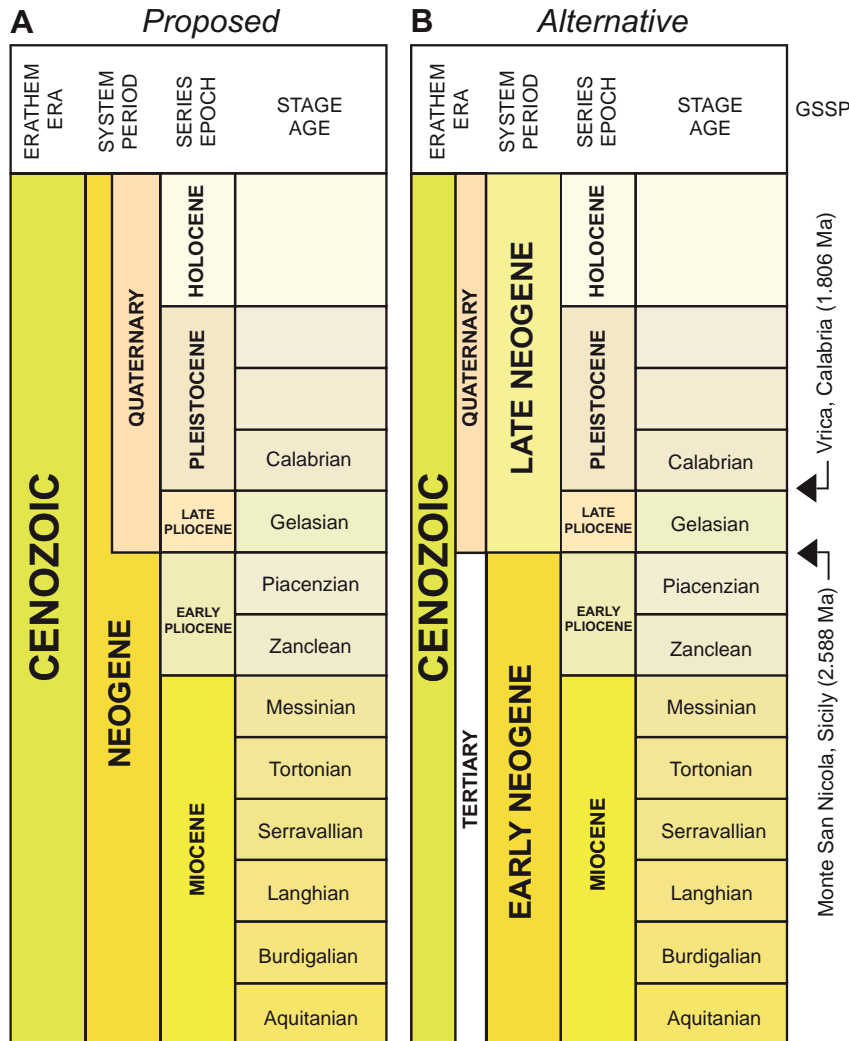 A Proposed
ERATHEM
ERA
SYSTEM
PERIOD
SERIES
EPOCH
STAGE
AGE
CENOZOIC
NEOGENE
QUATERNARY
HOLOCENE
PLEISTOCENE
Calabrian
LATE
PLIOCENE
Gelasian
EARLY
PLIOCENE
Piacenzian
Zanclean
MIOCENE
Messinian
Tortonian
Serravallian
Langhian
Burdigalian
Aquitanian
B Alternative
ERATHEM
ERA
SYSTEM
PERIOD
SERIES
EPOCH
STAGE
AGE
GSSP
CENOZOIC
QUATERNARY
TERTIARY
LATE NEOGENE
EARLY NEOGENE
HOLOCENE
PLEISTOCENE
Calabrian
LATE
PLIOCENE
Gelasian
EARLY
PLIOCENE
Piacenzian
Zanclean
MIOCENE
Messinian
Tortonian
Serravallian
Langhian
Burdigalian
Aquitanian
Vrica, Calabria (1.806 Ma)
Monte San Nicola, Sicily (2.588 Ma)